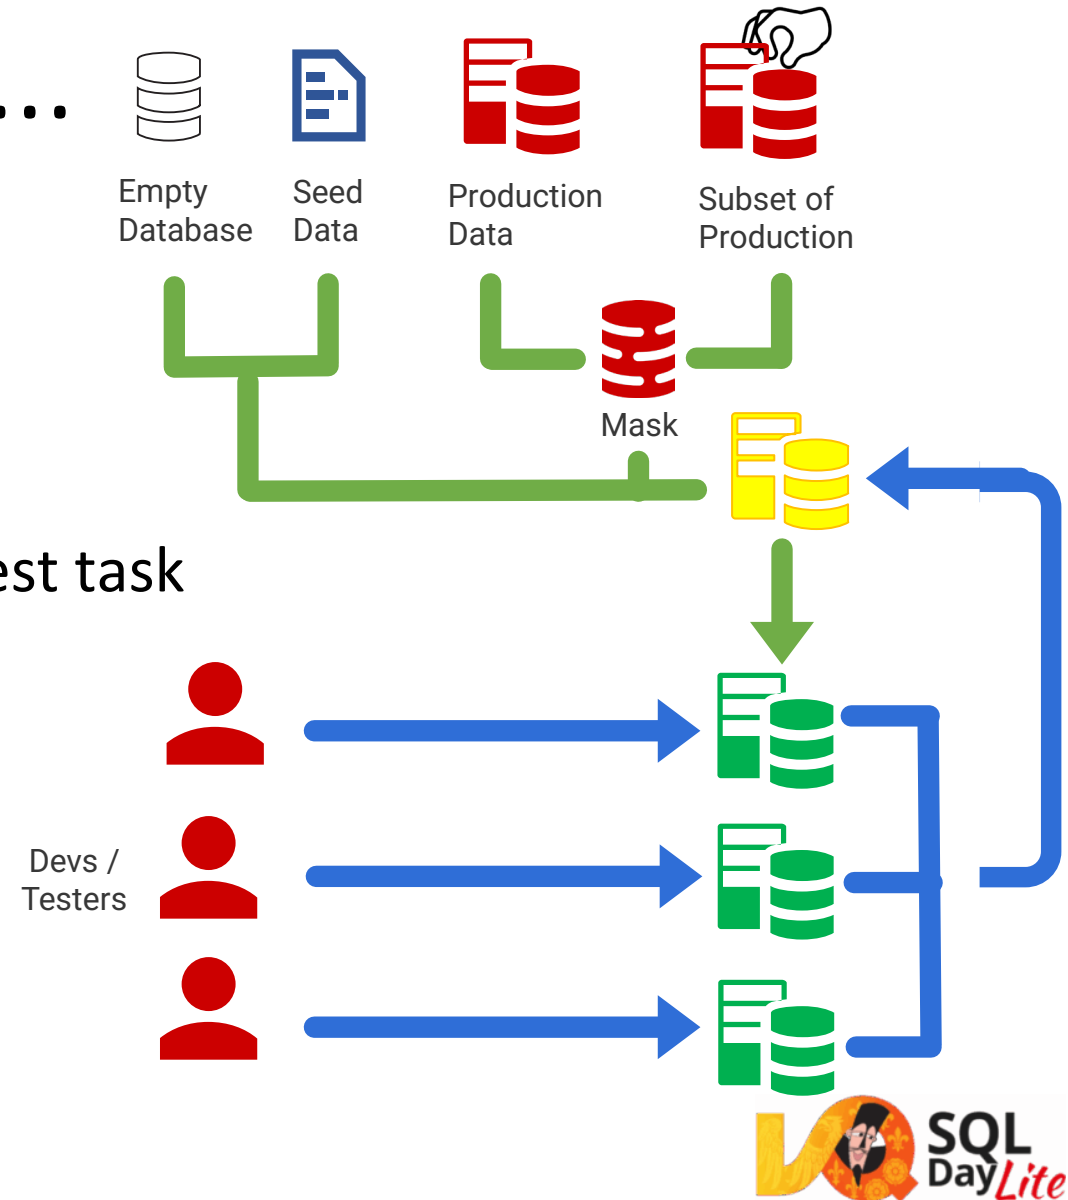 ...
Empty
Database
Seed
Data
Production
Data
Subset of
Production
Mask
est task
Devs /
Testers
SQL
Day Lite